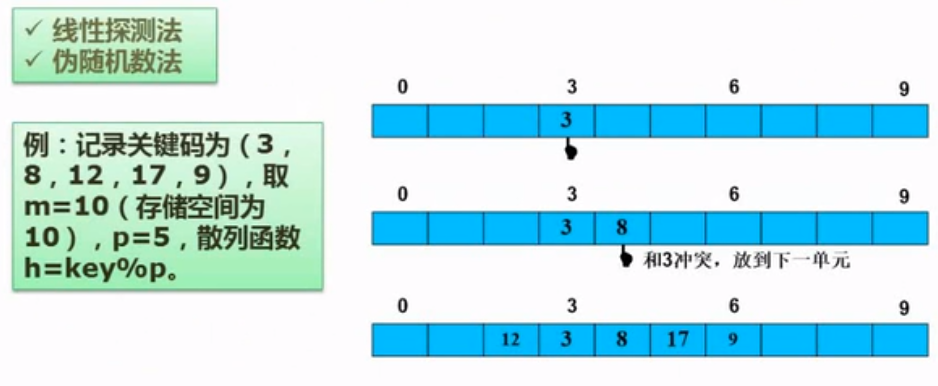 ✓ 线性探测法
✓ 伪随机数法
例：记录关键码为（3，
8，12，17，9），取
m=10（存储空间为
10），p=5，散列函数
h=key%p。
0 3 6 9
3
0 3 6 9
3 8
和3冲突，放到下一单元
0 3 6 9
12 3 8 17 9